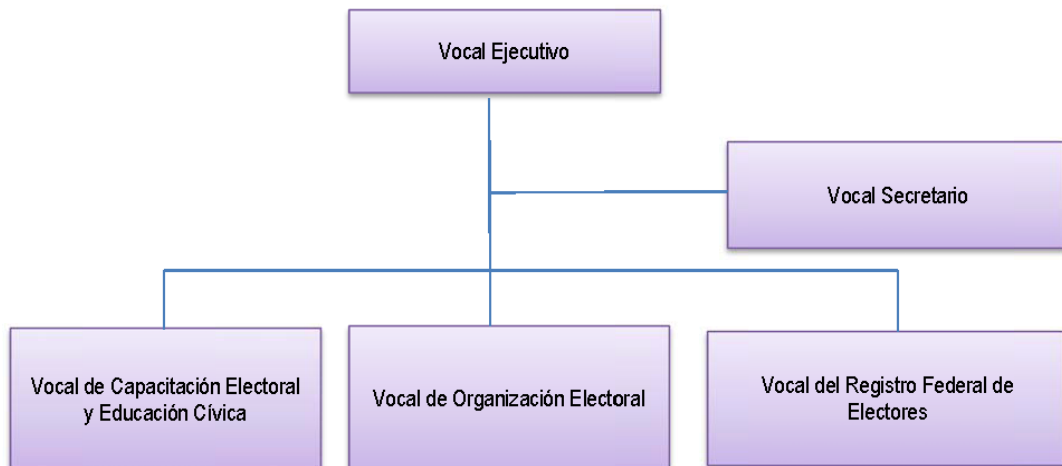 Vocal Ejecutivo
Vocal Secretario
Vocal de Capacitación Electoral
y Educación Cívica
Vocal de Organización Electoral
Vocal del Registro Federal de
Electores